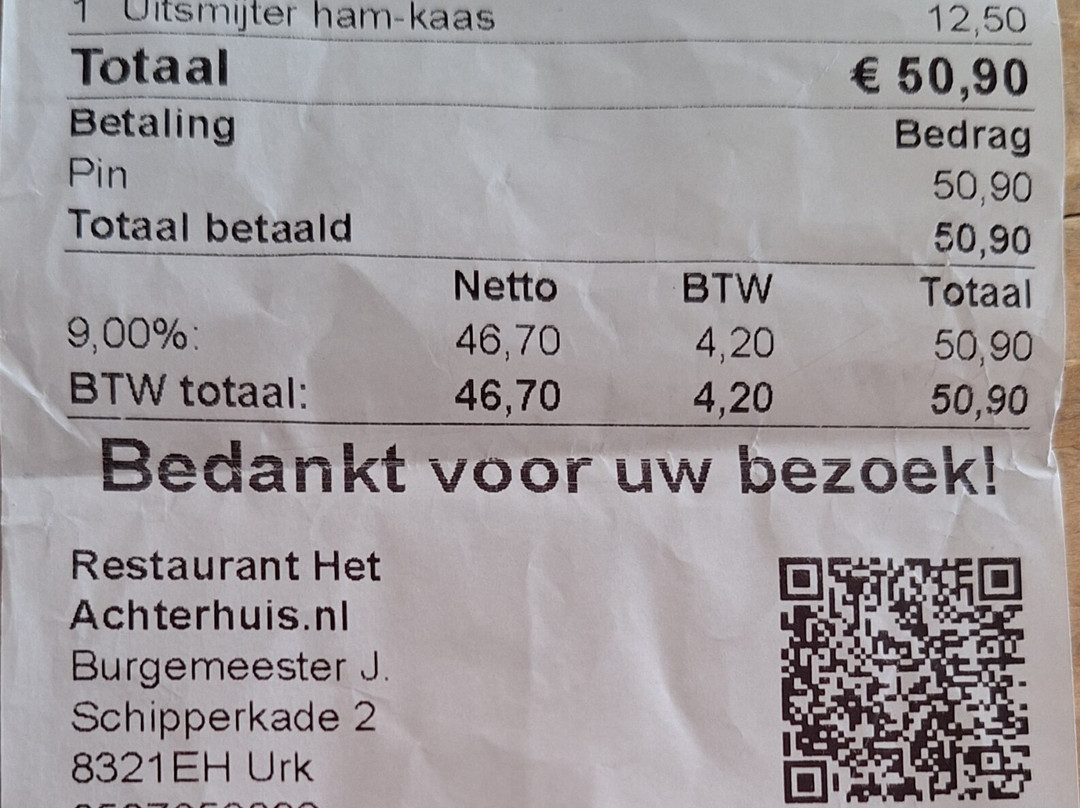 1 Uitsmijter ham-kaas 12,50
Totaal € 50,90
Betaling Bedrag
Pin 50,90
Totaal betaald 50,90
Netto BTW Totaal
9,00%: 46,70 4,20 50,90
BTW totaal: 46,70 4,20 50,90
Bedankt voor uw bezoek!
Restaurant Het
Achterhuis.nl
Burgemeester J.
Schipperkade 2
8321EH Urk